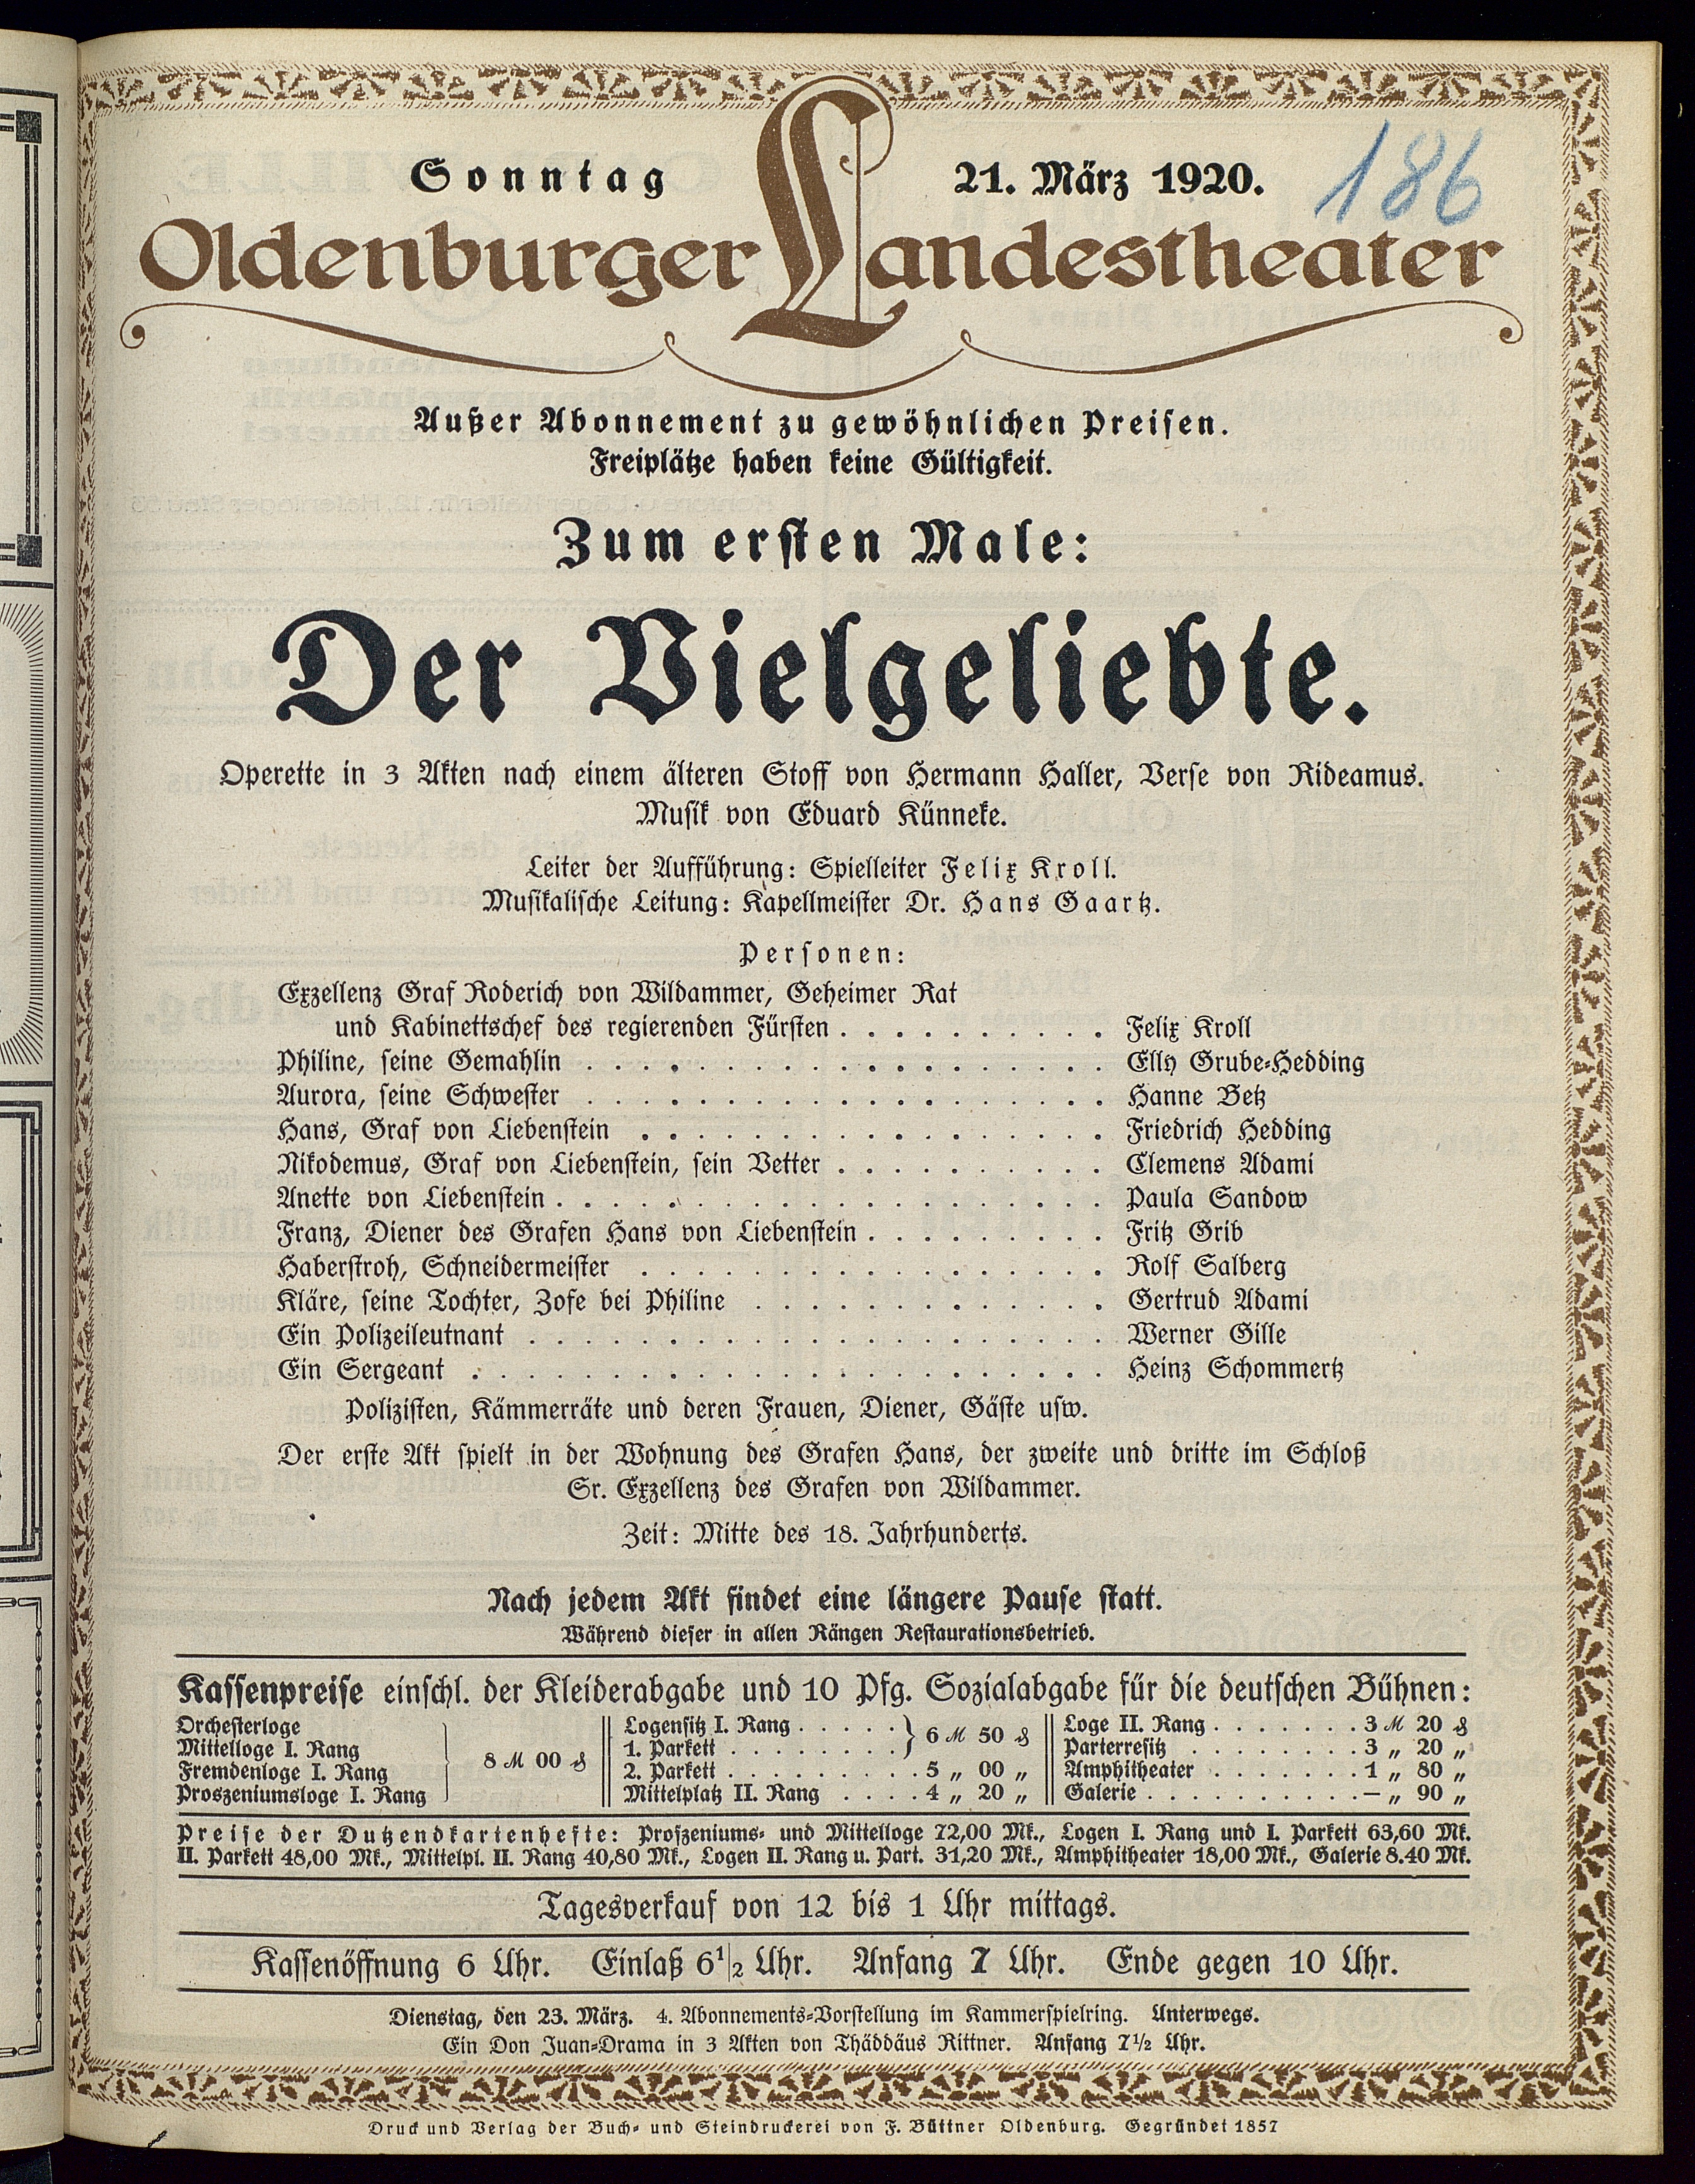 Sonntag 21. März 1920. 186
Oldenburger Landestheater
Außer Abonnement zu gewöhnlichen Preisen.
Freiplätze haben keine Gültigkeit.
Zum ersten Male:
Der Vielgeliebte.
Operette in 3 Akten nach einem älteren Stoff von Hermann Haller, Verse von Rideamus.
Musik von Eduard Künneke.
Leiter der Aufführung: Spielleiter Felix Kroll.
Musikalische Leitung: Kapellmeister Dr. Hans Gaartz.
Personen:
Exzellenz Graf Roderich von Wildammer, Geheimer Rat
und Kabinettschef des regierenden Fürsten . . . . . . . . . . Felix Kroll
Philine, seine Gemahlin . . . . . . . . . . . . . . . . . . . Elly Grube-Hedding
Aurora, seine Schwester . . . . . . . . . . . . . . . . . . . Hanne Betz
Hans, Graf von Liebenstein . . . . . . . . . . . . . . . . . Friedrich Hedding
Nikodemus, Graf von Liebenstein, sein Vetter . . . . . . . . . . Clemens Adami
Anette von Liebenstein . . . . . . . . . . . . . . . . . . . . Paula Sandow
Franz, Diener des Grafen Hans von Liebenstein . . . . . . . . . Fritz Grib
Haberstroh, Schneidermeister . . . . . . . . . . . . . . . . . Rolf Salberg
Kläre, seine Tochter, Zofe bei Philine . . . . . . . . . . . . . Gertrud Adami
Ein Polizeileutnant . . . . . . . . . . . . . . . . . . . . . Werner Gille
Ein Sergeant . . . . . . . . . . . . . . . . . . . . . . . Heinz Schommertz
Polizisten, Kämmerräte und deren Frauen, Diener, Gäste usw.
Der erste Akt spielt in der Wohnung des Grafen Hans, der zweite und dritte im Schloß
Sr. Exzellenz des Grafen von Wildammer.
Zeit: Mitte des 18. Jahrhunderts.
Nach jedem Akt findet eine längere Pause statt.
Während dieser in allen Rängen Restaurationsbetrieb.
Kassenpreise einschl. der Kleiderabgabe und 10 Pfg. Sozialabgabe für die deutschen Bühnen:
Orchesterloge
Mittelloge I. Rang
Fremdenloge I. Rang
Proszeniumsloge I. Rang
8 ℳ 00 ₰
Logensitz I. Rang . . . . .
1. Parkett . . . . . . . .
6 ℳ 50 ₰
2. Parkett . . . . . . . . . 5 „ 00 „
Mittelplatz II. Rang . . . . 4 „ 20 „
Loge II. Rang . . . . . . . 3 ℳ 20 ₰
Parterresitz . . . . . . . . 3 „ 20 „
Amphitheater . . . . . . . 1 „ 80 „
Galerie . . . . . . . . . . — „ 90 „
Preise der Dutzendkartenhefte: Proszeniums- und Mittelloge 72,00 Mk., Logen I. Rang und I. Parkett 63,60 Mk.
II. Parkett 48,00 Mk., Mittelpl. II. Rang 40,80 Mk., Logen II. Rang u. Part. 31,20 Mk., Amphitheater 18,00 Mk., Galerie 8.40 Mk.
Tagesverkauf von 12 bis 1 Uhr mittags.
Kassenöffnung 6 Uhr. Einlaß 6 1/2 Uhr. Anfang 7 Uhr. Ende gegen 10 Uhr.
Dienstag, den 23. März. 4. Abonnements-Vorstellung im Kammerspielring. Unterwegs.
Ein Don Juan-Drama in 3 Akten von Thäddäus Rittner. Anfang 7½ Uhr.
Druck und Verlag der Buch- und Steindruckerei von F. Büttner Oldenburg. Gegründet 1857